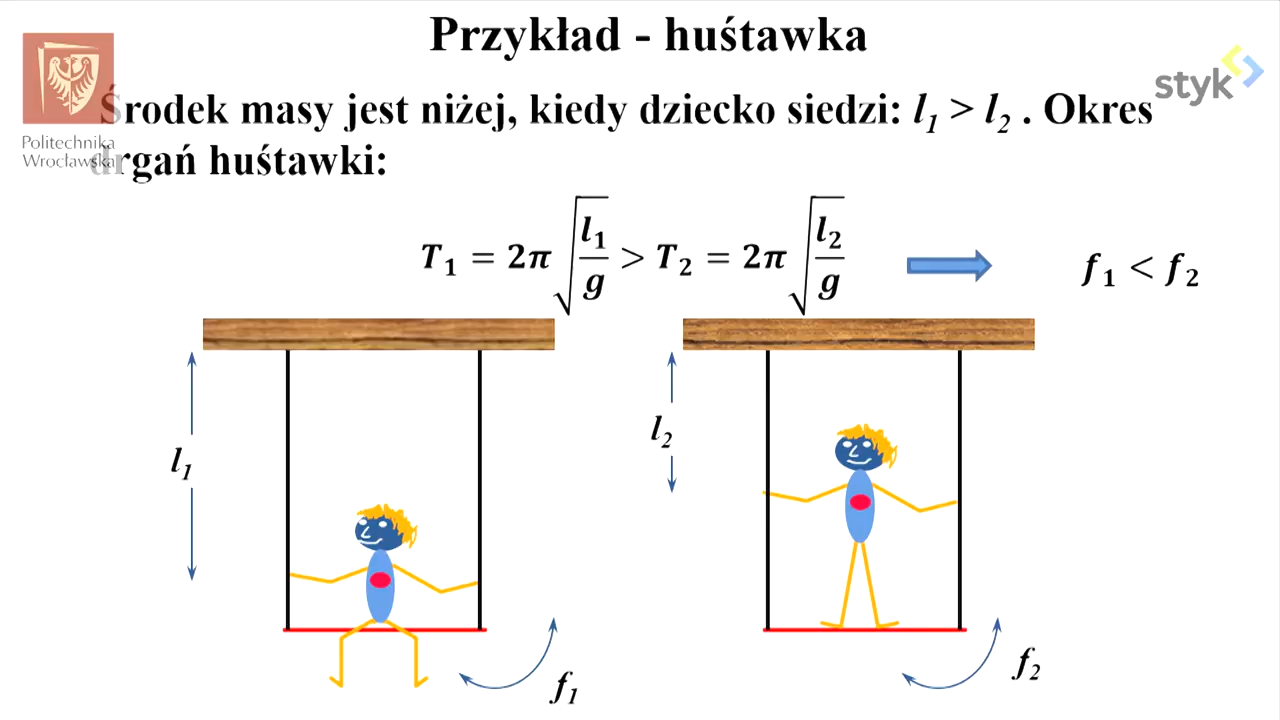 Przykład - huśtawka
Politechnika
Wrocławska
styk
Środek masy jest niżej, kiedy dziecko siedzi: l₁ > l₂ . Okres
drgań huśtawki:
T₁ = 2π √(l₁/g) > T₂ = 2π √(l₂/g)
f₁ < f₂
l₁
l₂
f₁
f₂